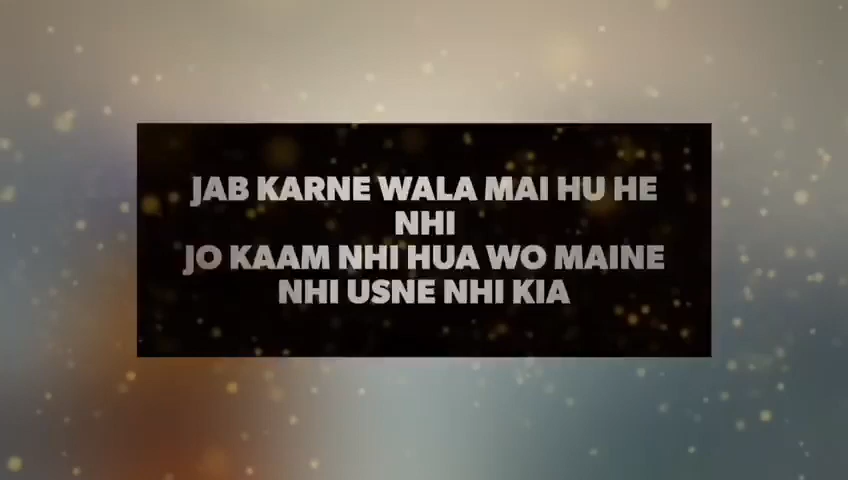 JAB KARNE WALA MAI HU HE
NHI
JO KAAM NHI HUA WO MAINE
NHI USNE NHI KIA